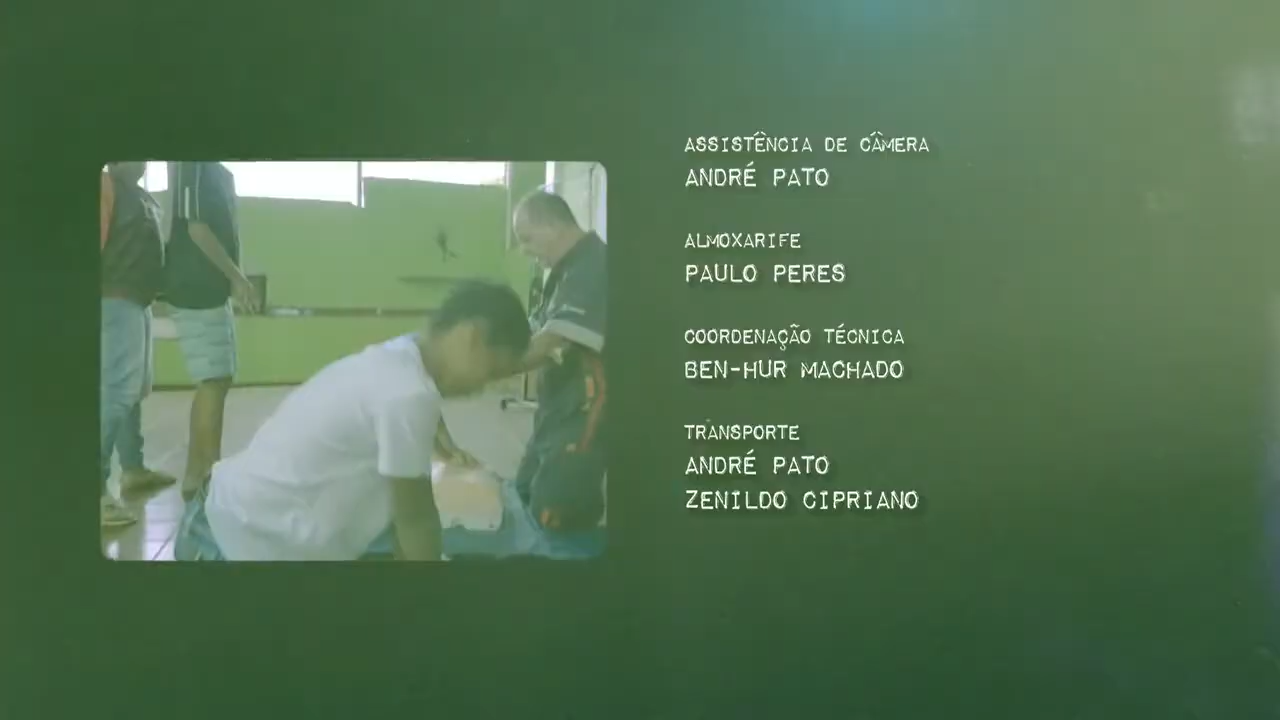 ASSISTÊNCIA DE CÂMERA
ANDRÉ PATO
ALMOXARIFE
PAULO PERES
COORDENAÇÃO TÉCNICA
BEN-HUR MACHADO
TRANSPORTE
ANDRÉ PATO
ZENILDO CIPRIANO